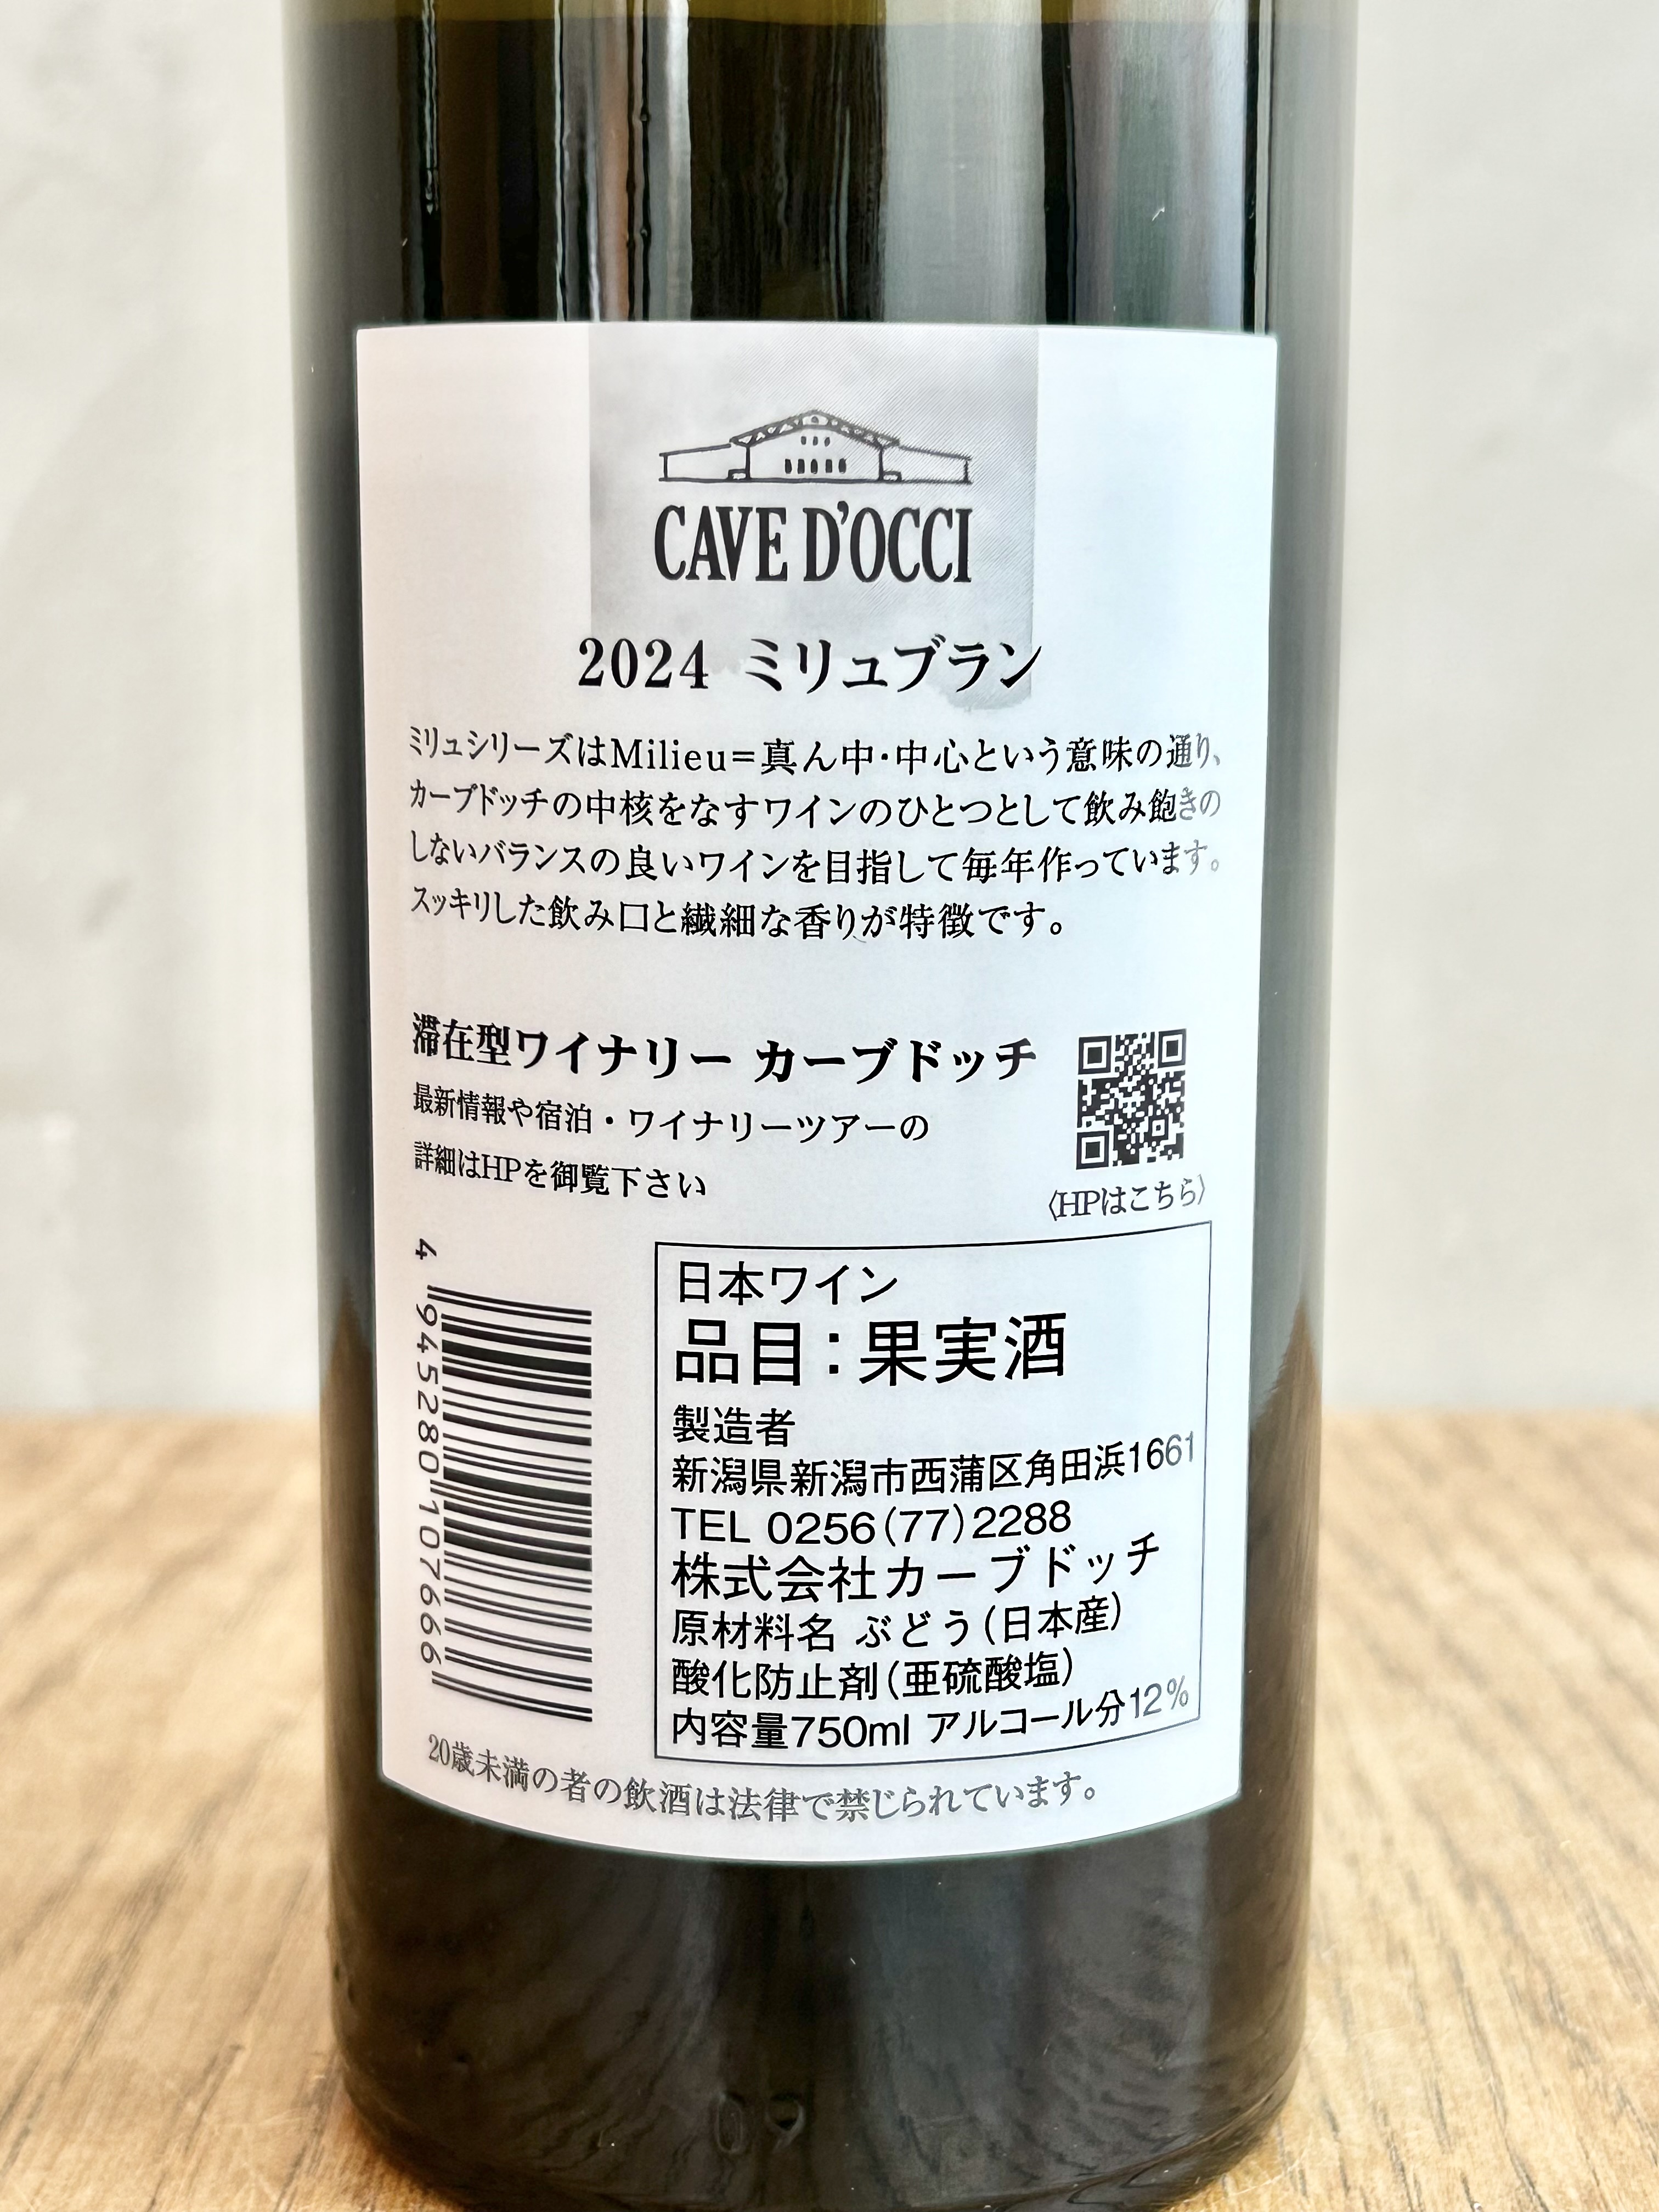 CAVE D'OCCI
2024 ミリュブラン
ミリュシリーズはMilieu=真ん中・中心という意味の通り、
カーブドッチの中核をなすワインのひとつとして飲み飽きの
しないバランスの良いワインを目指して毎年作っています。
スッキリした飲み口と繊細な香りが特徴です。
滞在型ワイナリー カーブドッチ
最新情報や宿泊・ワイナリーツアーの
詳細はHPを御覧下さい
〈HPはこちら〉
4 945280 107666
日本ワイン
品目：果実酒
製造者
新潟県新潟市西蒲区角田浜1661
TEL 0256(77)2288
株式会社カーブドッチ
原材料名 ぶどう(日本産)
酸化防止剤(亜硫酸塩)
内容量750ml アルコール分12%
20歳未満の者の飲酒は法律で禁じられています。